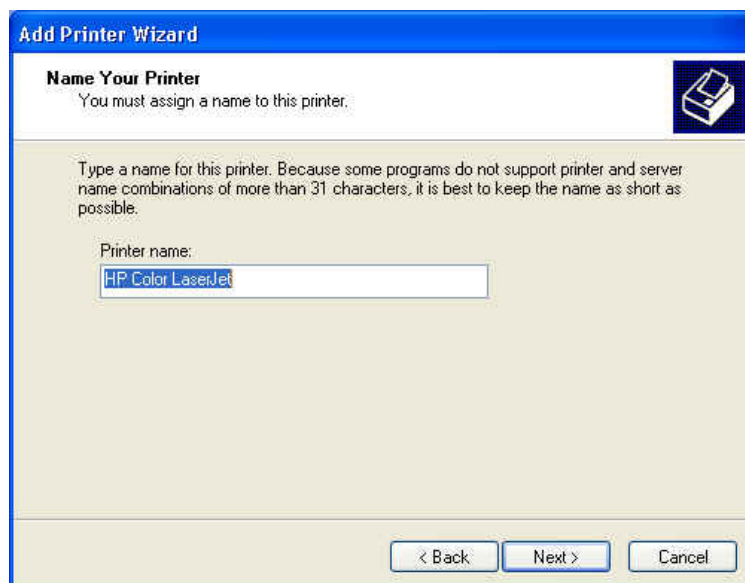 Add Printer Wizard
Name Your Printer
You must assign a name to this printer.
Type a name for this printer. Because some programs do not support printer and server
name combinations of more than 31 characters, it is best to keep the name as short as
possible.
Printer name:
HP Color LaserJet
< Back Next > Cancel